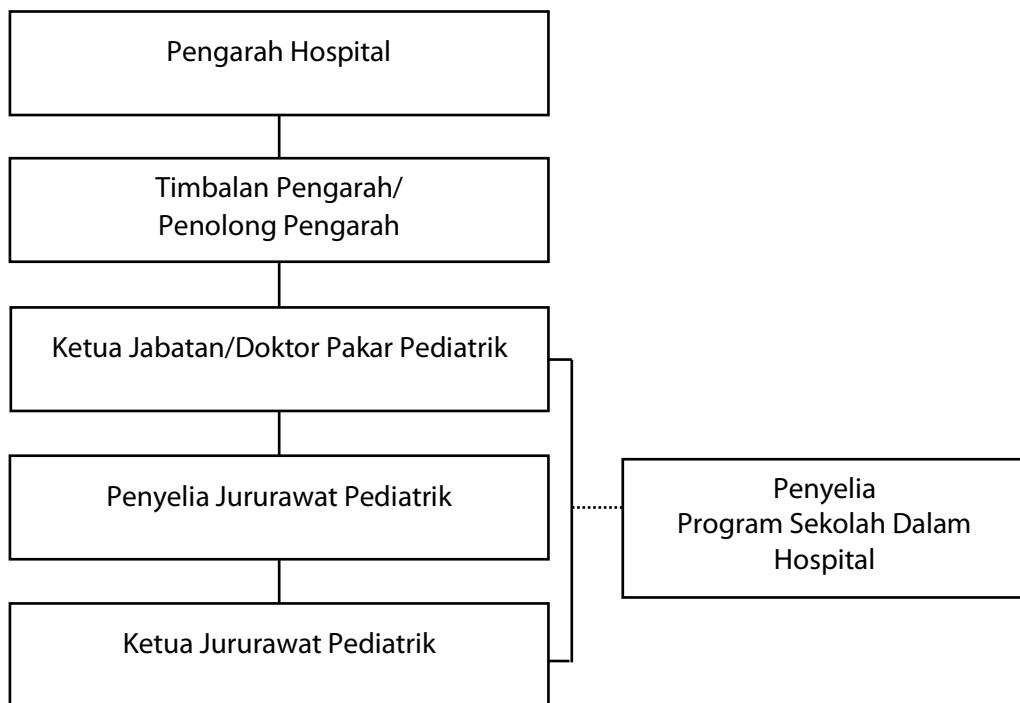 Pengarah Hospital
Timbalan Pengarah/
Penolong Pengarah
Ketua Jabatan/Doktor Pakar Pediatrik
Penyelia Jururawat Pediatrik
Penyelia
Program Sekolah Dalam
Hospital
Ketua Jururawat Pediatrik